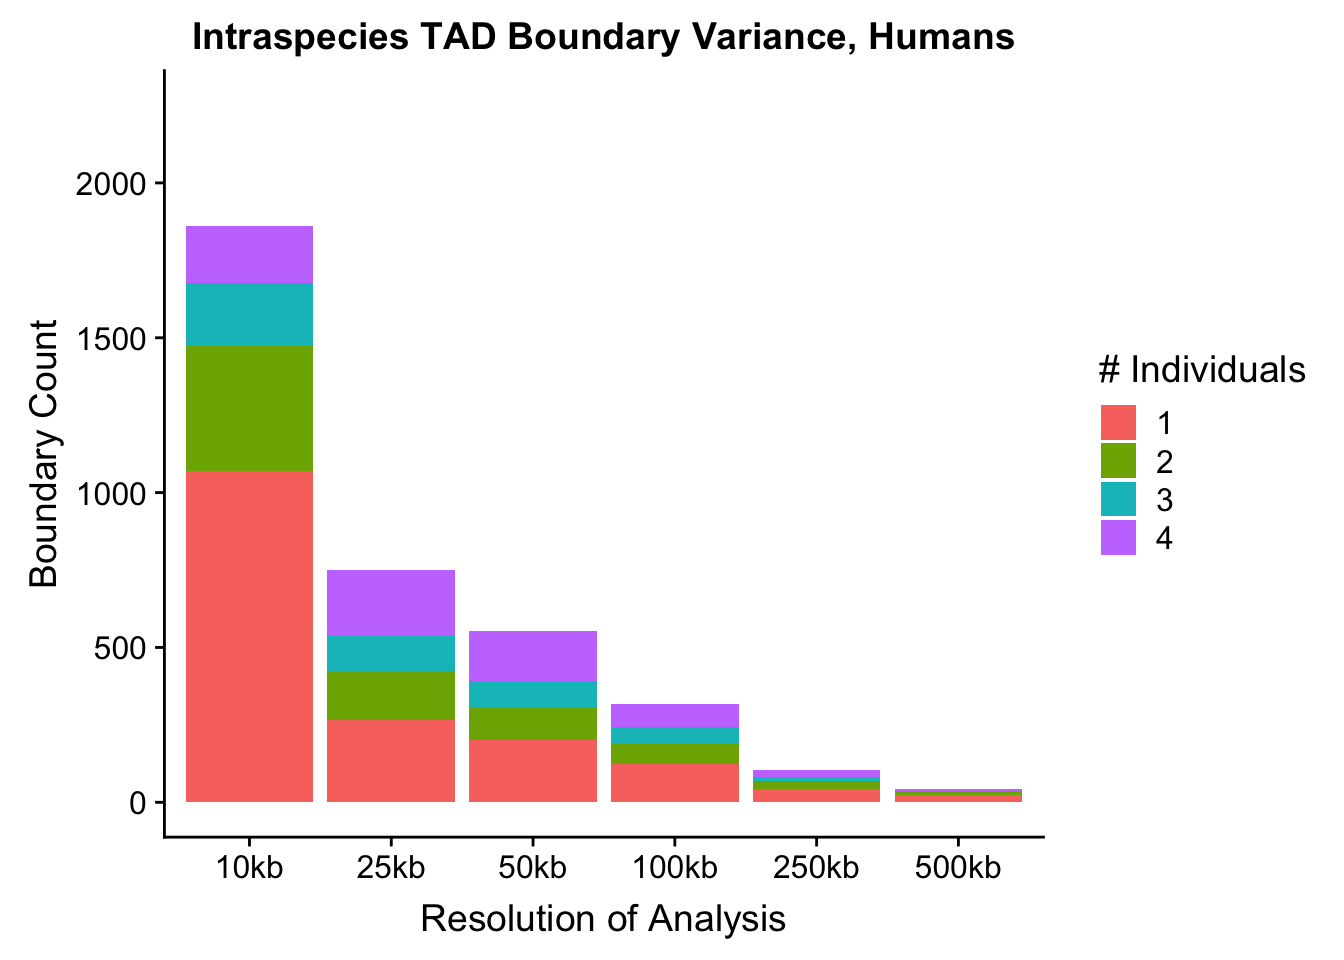 Intraspecies TAD Boundary Variance, Humans
Boundary Count
2000
1500
1000
500
0
10kb 25kb 50kb 100kb 250kb 500kb
Resolution of Analysis
# Individuals
1
2
3
4